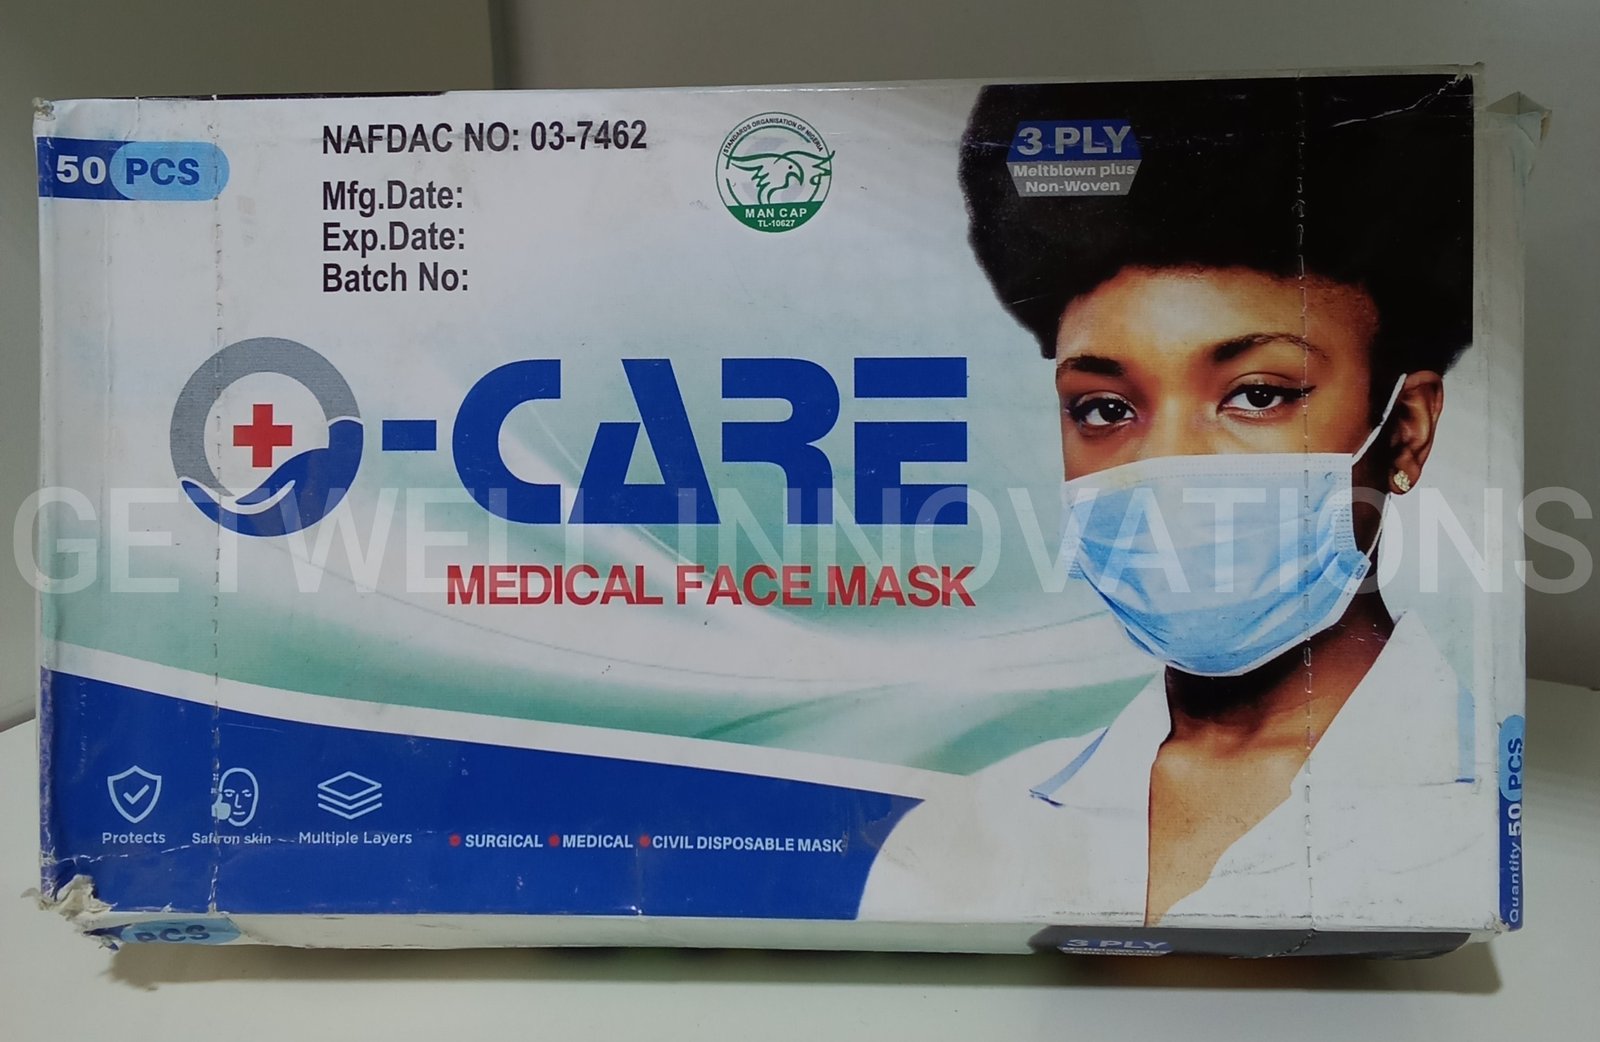 50 PCS
NAFDAC NO: 03-7462
Mfg.Date:
Exp.Date:
Batch No:
STANDARDS ORGANISATION OF NIGERIA
MAN CAP
TL-10627
3 PLY
Meltblown plus
Non-Woven
O-CARE
GETWELL INNOVATIONS
MEDICAL FACE MASK
Protects
Safe on skin
Multiple Layers
SURGICAL MEDICAL CIVIL DISPOSABLE MASK
Quantity 50 PCS
PCS
3 PLY